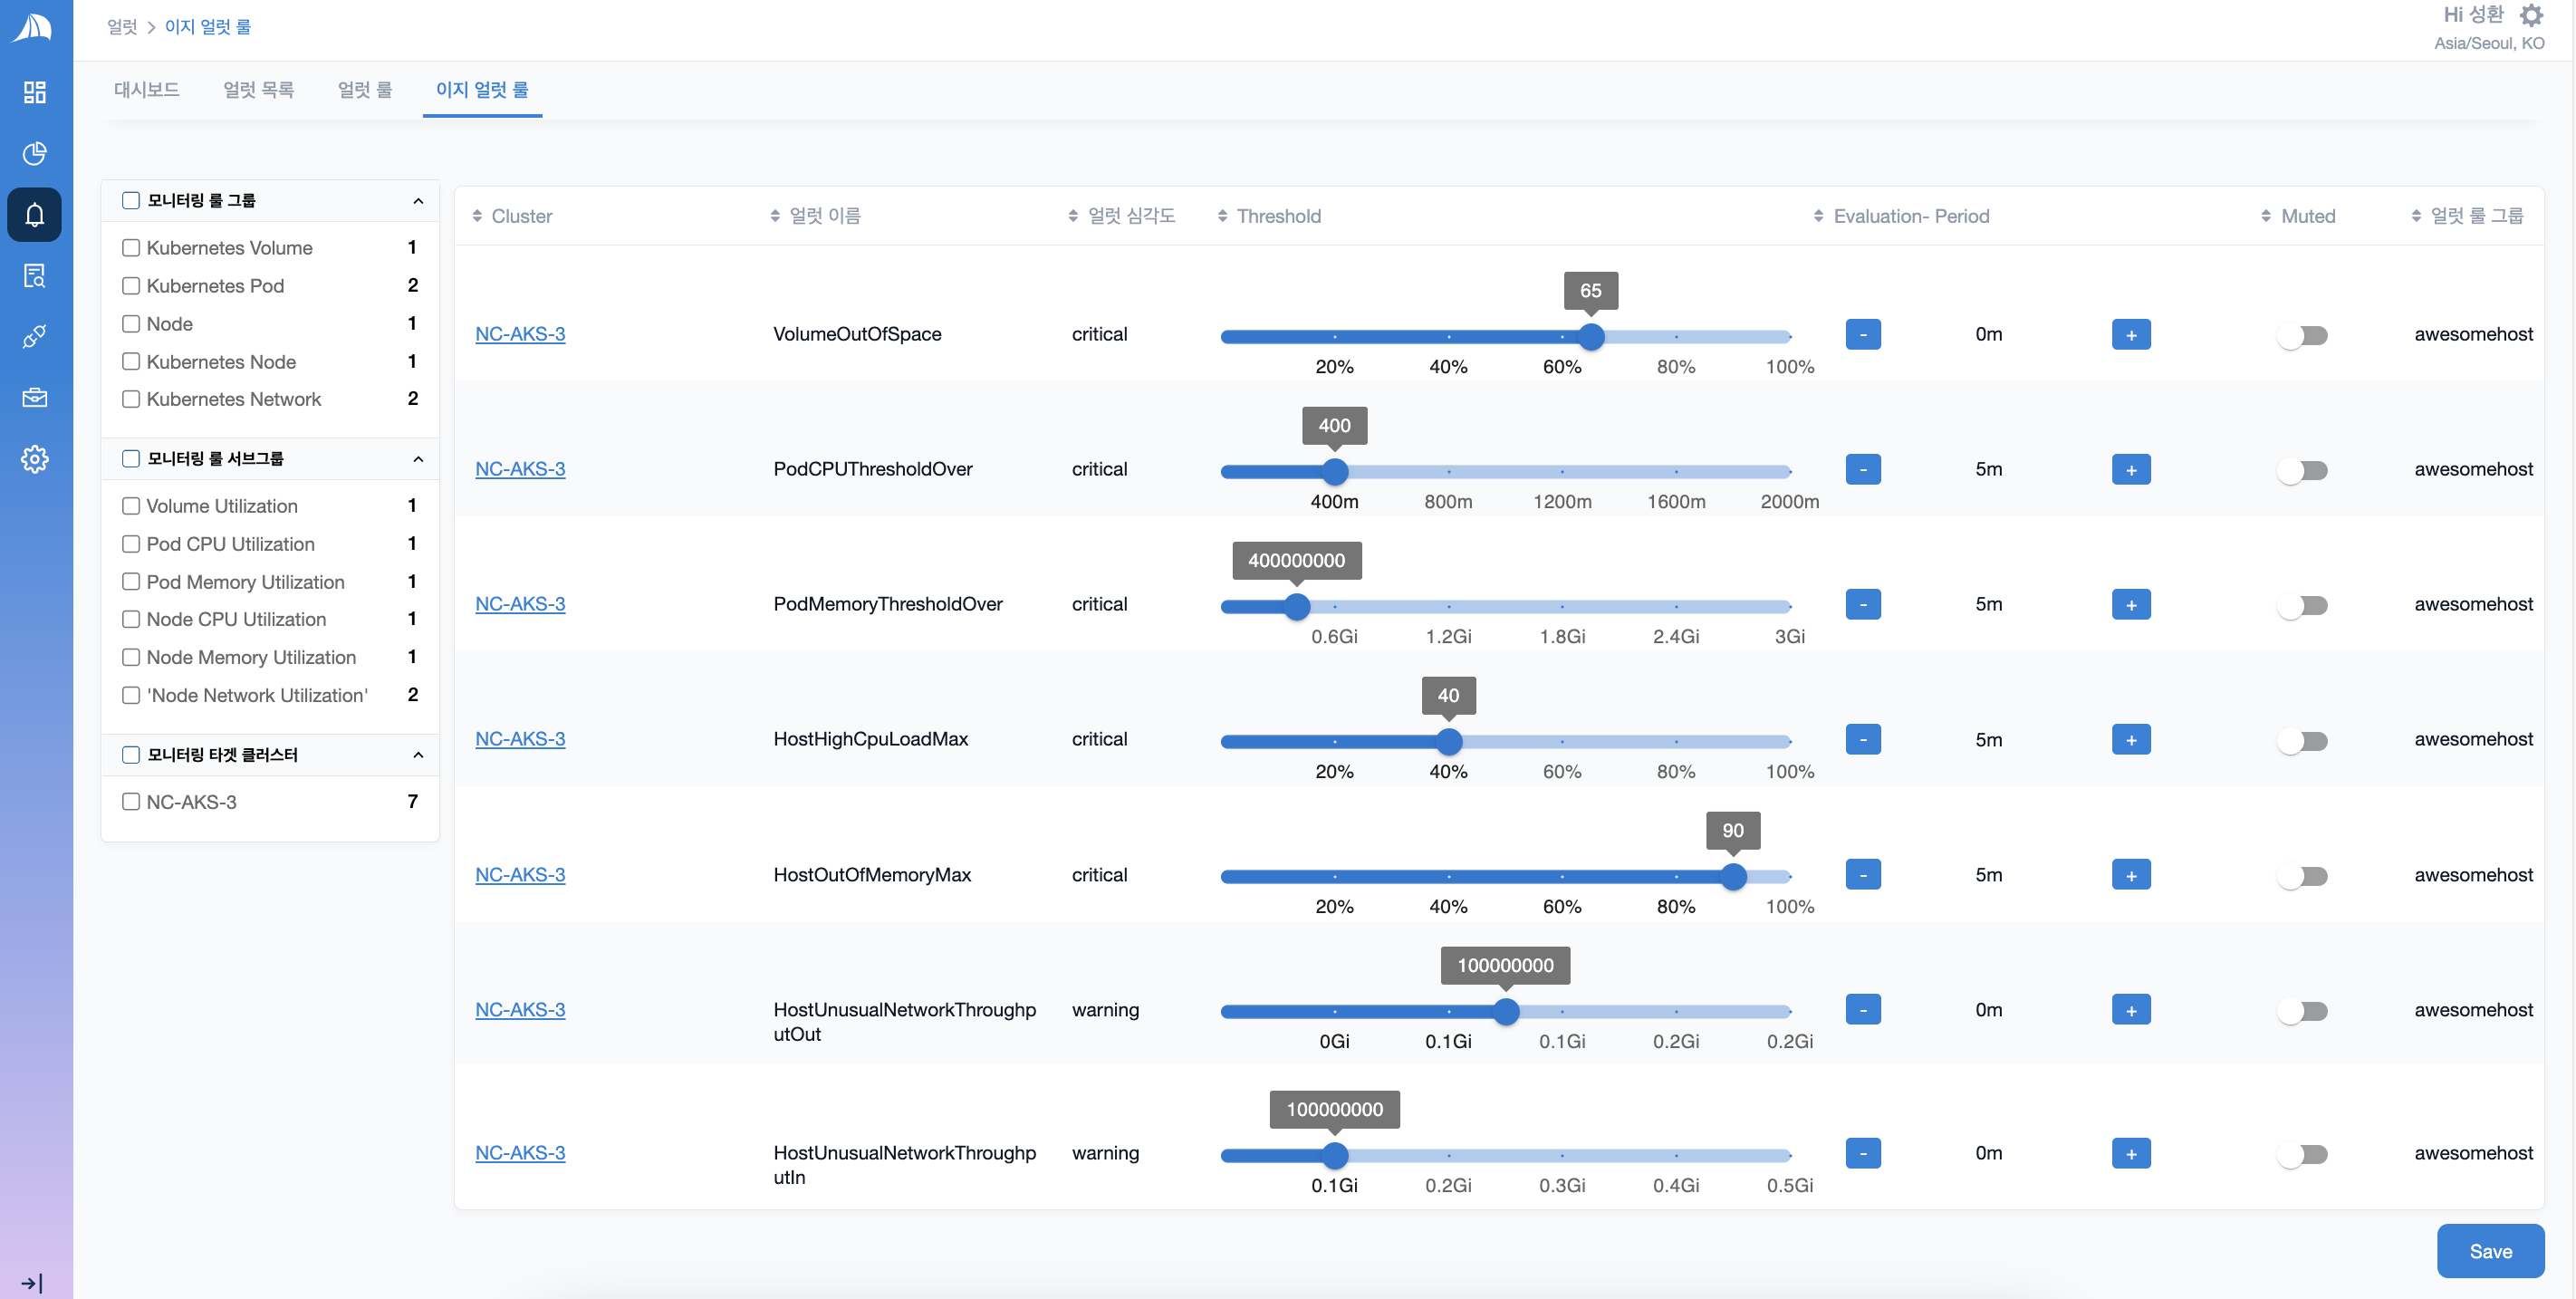 얼럿 > 이지 얼럿 룰
Hi 성환
Asia/Seoul, KO
대시보드 얼럿 목록 얼럿 룰 이지 얼럿 룰
모니터링 룰 그룹
Kubernetes Volume 1
Kubernetes Pod 2
Node 1
Kubernetes Node 1
Kubernetes Network 2
모니터링 룰 서브그룹
Volume Utilization 1
Pod CPU Utilization 1
Pod Memory Utilization 1
Node CPU Utilization 1
Node Memory Utilization 1
'Node Network Utilization' 2
모니터링 타겟 클러스터
NC-AKS-3 7
Cluster 얼럿 이름 얼럿 심각도 Threshold Evaluation- Period Muted 얼럿 룰 그룹
65
NC-AKS-3 VolumeOutOfSpace critical - 0m + awesomehost
20% 40% 60% 80% 100%
400
NC-AKS-3 PodCPUThresholdOver critical - 5m + awesomehost
400m 800m 1200m 1600m 2000m
400000000
NC-AKS-3 PodMemoryThresholdOver critical - 5m + awesomehost
0.6Gi 1.2Gi 1.8Gi 2.4Gi 3Gi
40
NC-AKS-3 HostHighCpuLoadMax critical - 5m + awesomehost
20% 40% 60% 80% 100%
90
NC-AKS-3 HostOutOfMemoryMax critical - 5m + awesomehost
20% 40% 60% 80% 100%
100000000
NC-AKS-3 HostUnusualNetworkThroughp warning - 0m + awesomehost
utOut
0Gi 0.1Gi 0.1Gi 0.2Gi 0.2Gi
100000000
NC-AKS-3 HostUnusualNetworkThroughp warning - 0m + awesomehost
utIn
0.1Gi 0.2Gi 0.3Gi 0.4Gi 0.5Gi
Save